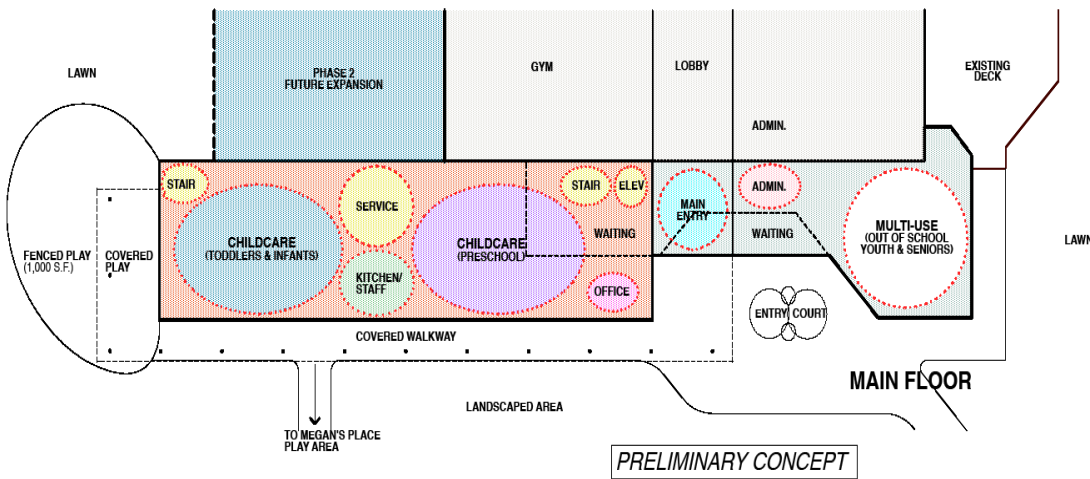 LAWN
PHASE 2
FUTURE EXPANSION
GYM
LOBBY
EXISTING
DECK
ADMIN.
STAIR
SERVICE
STAIR
ELEV
MAIN
ENTRY
ADMIN.
CHILDCARE
(TODDLERS & INFANTS)
CHILDCARE
(PRESCHOOL)
WAITING
WAITING
MULTI-USE
(OUT OF SCHOOL
YOUTH & SENIORS)
LAWN
FENCED PLAY
(1,000 S.F.)
COVERED
PLAY
KITCHEN/
STAFF
OFFICE
ENTRY
COURT
COVERED WALKWAY
MAIN FLOOR
LANDSCAPED AREA
TO MEGAN'S PLACE
PLAY AREA
PRELIMINARY CONCEPT